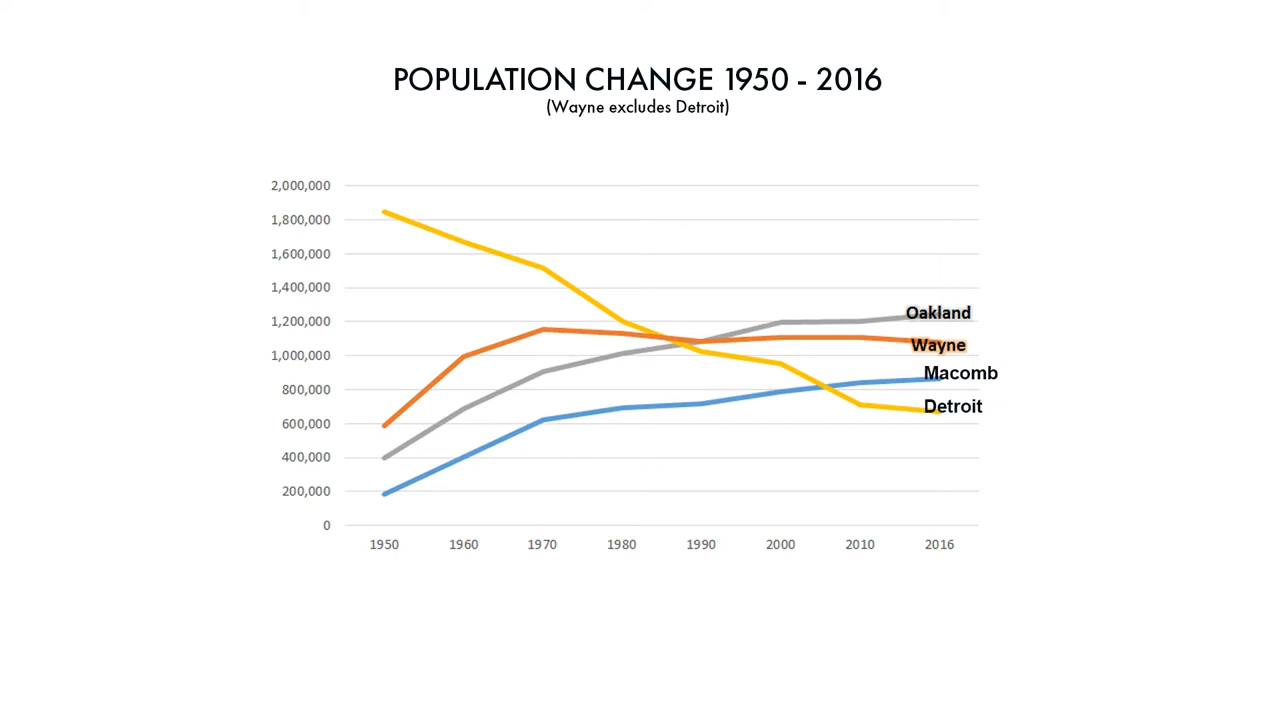 POPULATION CHANGE 1950 - 2016
(Wayne excludes Detroit)
2,000,000
1,800,000
1,600,000
1,400,000
1,200,000
1,000,000
800,000
600,000
400,000
200,000
0
Oakland
Wayne
Macomb
Detroit
1950 1960 1970 1980 1990 2000 2010 2016